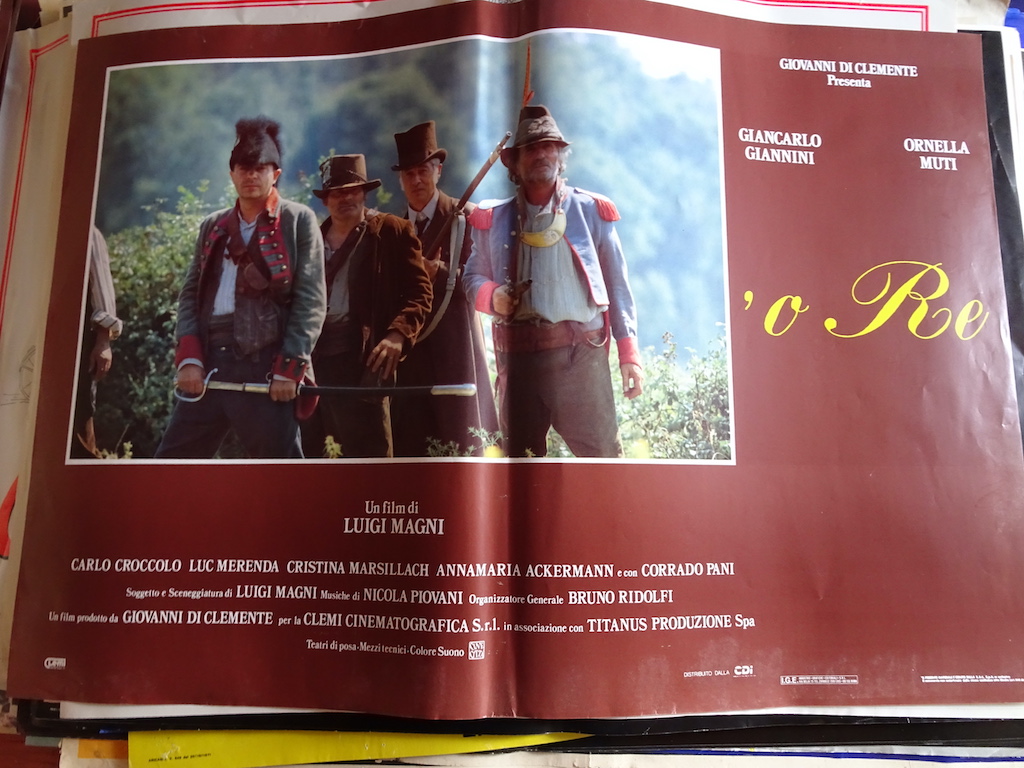 GIOVANNI DI CLEMENTE
Presenta
GIANCARLO
GIANNINI
ORNELLA
MUTI
'o Re
Un film di
LUIGI MAGNI
CARLO CROCCOLO LUC MERENDA CRISTINA MARSILLACH ANNAMARIA ACKERMANN e con CORRADO PANI
Soggetto e Sceneggiatura di LUIGI MAGNI Musiche di NICOLA PIOVANI Organizzatore Generale BRUNO RIDOLFI
Un film prodotto da GIOVANNI DI CLEMENTE per la CLEMI CINEMATOGRAFICA S.r.l. in associazione con TITANUS PRODUZIONE Spa
Teatri di posa-Mezzi tecnici-Colore Suono
DISTRIBUITO DALLA CDI
I.G.E.